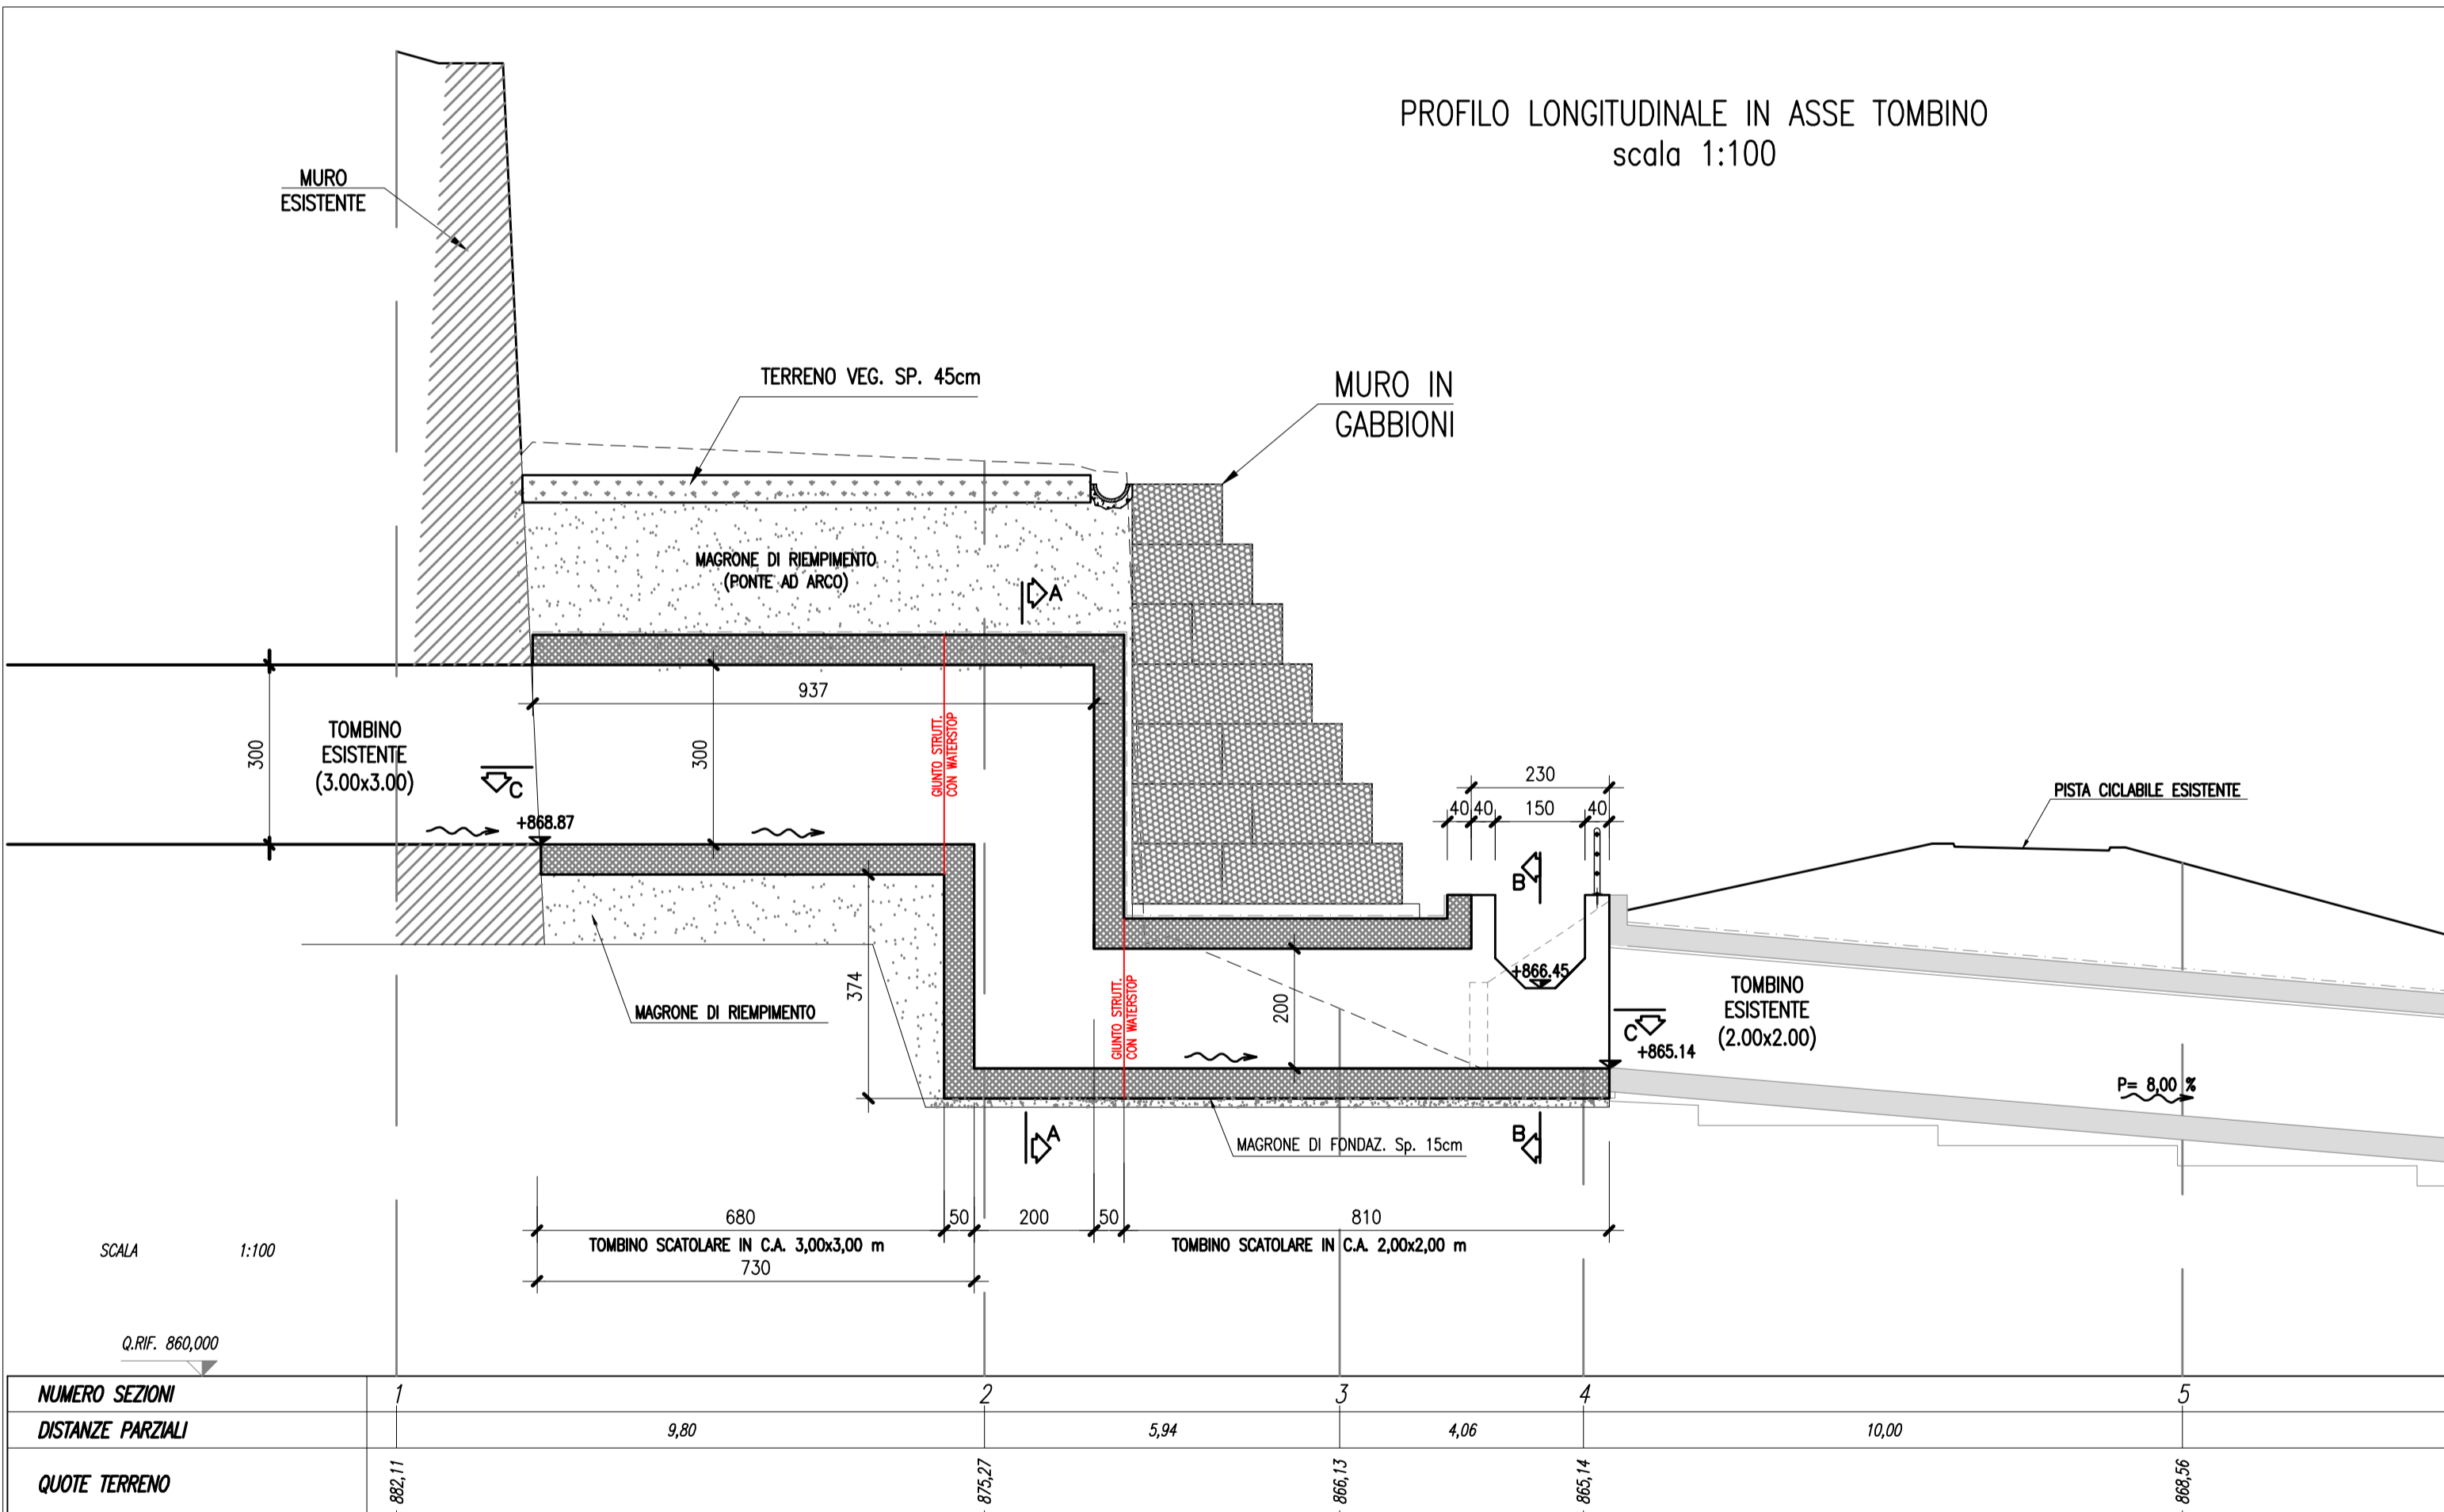 PROFILO LONGITUDINALE IN ASSE TOMBINO
scala 1:100
MURO
ESISTENTE
TERRENO VEG. SP. 45cm
MURO IN
GABBIONI
MAGRONE DI RIEMPIMENTO
(PONTE AD ARCO)
A
937
300
TOMBINO
ESISTENTE
(3.00x3.00)
300
GIUNTO STRUTT.
CON WATERSTOP
C
+868.87
230
40
40
150
40
PISTA CICLABILE ESISTENTE
B
+866.45
374
GIUNTO STRUTT.
CON WATERSTOP
200
MAGRONE DI RIEMPIMENTO
TOMBINO
ESISTENTE
(2.00x2.00)
C
+865.14
P= 8,00 %
A
MAGRONE DI FONDAZ. Sp. 15cm
B
680
50
200
50
810
TOMBINO SCATOLARE IN C.A. 3,00x3,00 m
TOMBINO SCATOLARE IN C.A. 2,00x2,00 m
730
SCALA 1:100
Q.RIF. 860,000
NUMERO SEZIONI 1 2 3 4 5
DISTANZE PARZIALI 9,80 5,94 4,06 10,00
QUOTE TERRENO 882,11 875,27 866,13 865,14 868,56